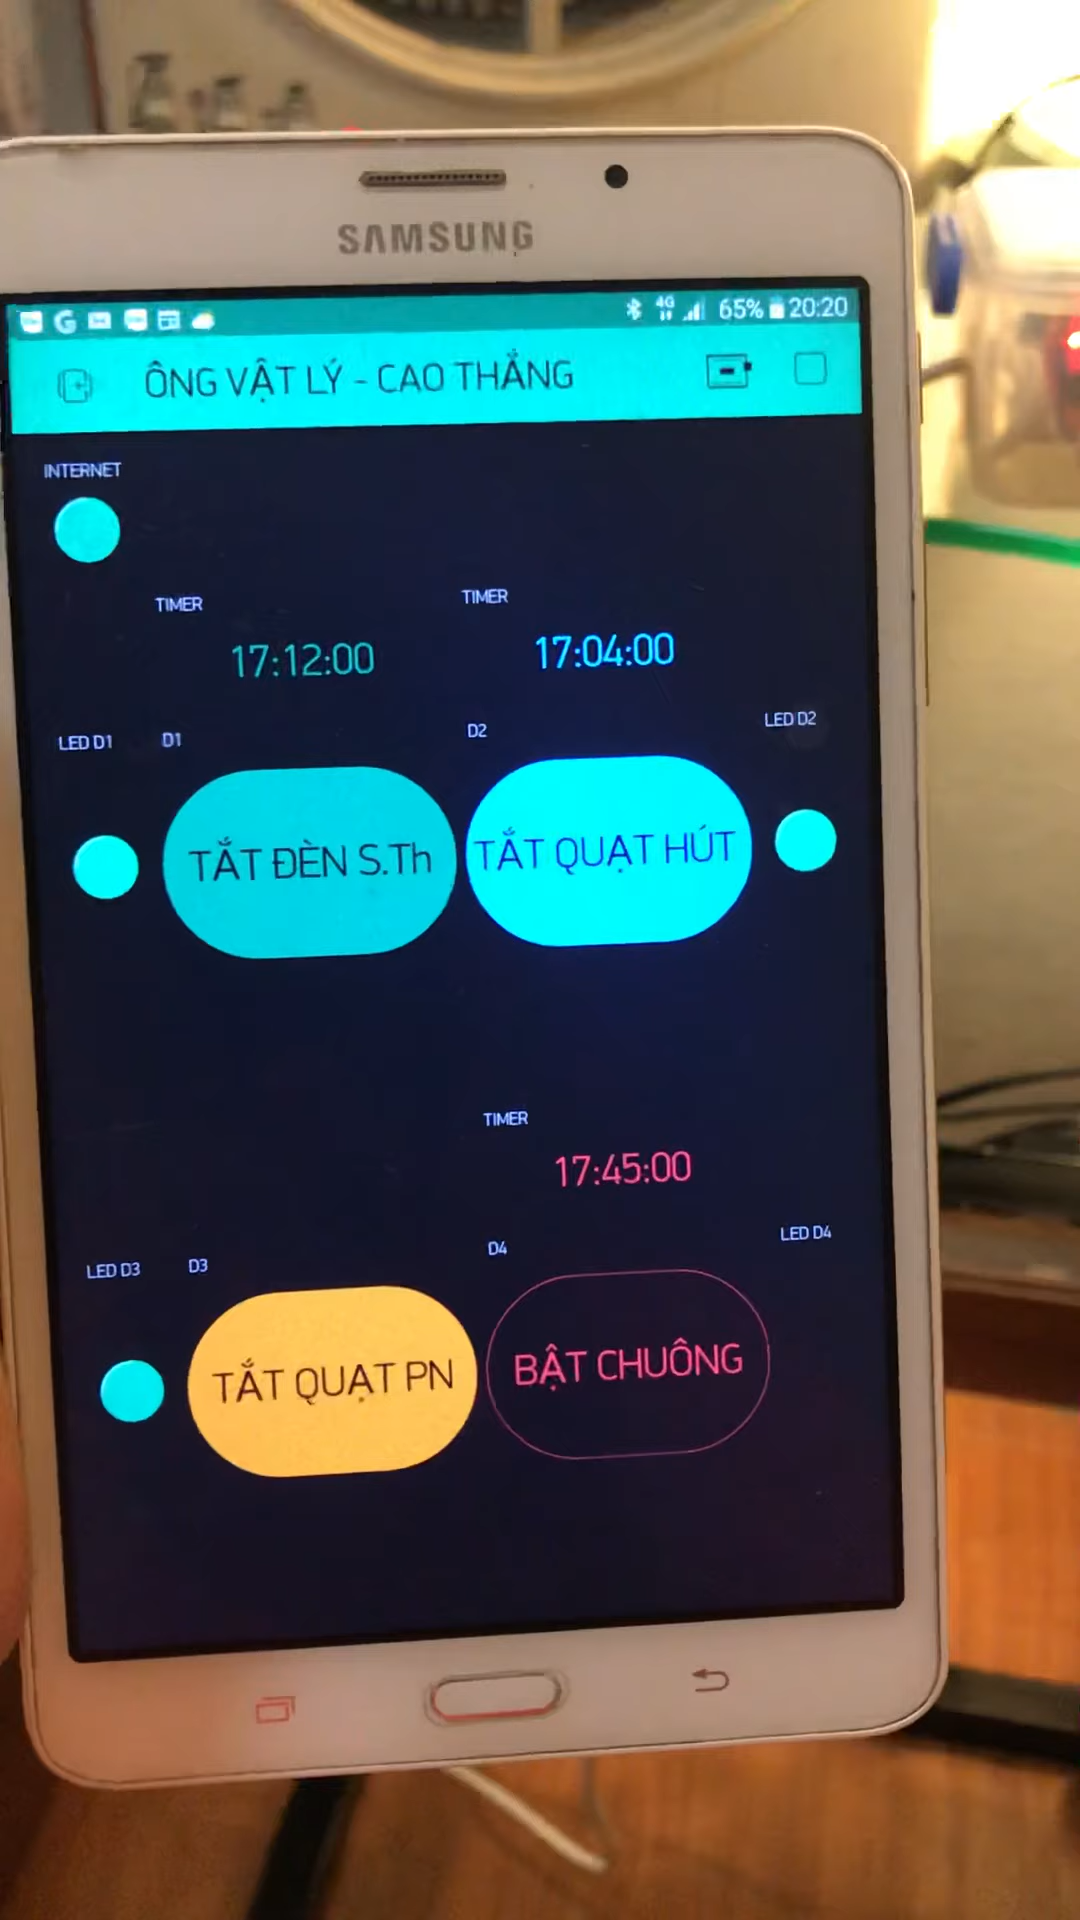 SAMSUNG
4G 65% 20:20
ÔNG VẬT LÝ - CAO THẮNG
INTERNET
TIMER TIMER
17:12:00 17:04:00
LED D1 D1 D2 LED D2
TẮT ĐÈN S.Th TẮT QUẠT HÚT
TIMER
17:45:00
LED D3 D3 D4 LED D4
TẮT QUẠT PN BẬT CHUÔNG